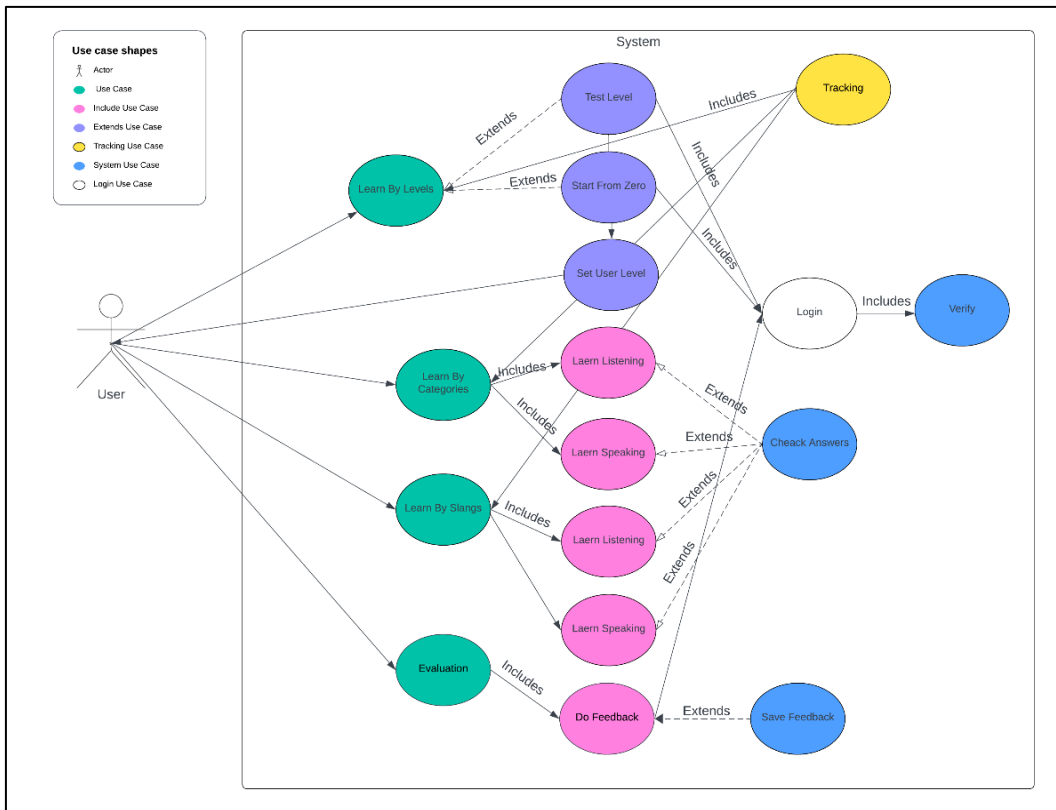 Use case shapes
Actor
Use Case
Include Use Case
Extends Use Case
Tracking Use Case
System Use Case
Login Use Case
System
Test Level
Tracking
Includes
Extends
Includes
Learn By Levels
Extends
Start From Zero
Includes
Set User Level
User
Login
Includes
Verify
Learn By
Categories
Includes
Laern Listening
Extends
Includes
Laern Speaking
Extends
Cheack Answers
Extends
Learn By Slangs
Includes
Laern Listening
Extends
Laern Speaking
Evaluation
Includes
Do Feedback
Extends
Save Feedback